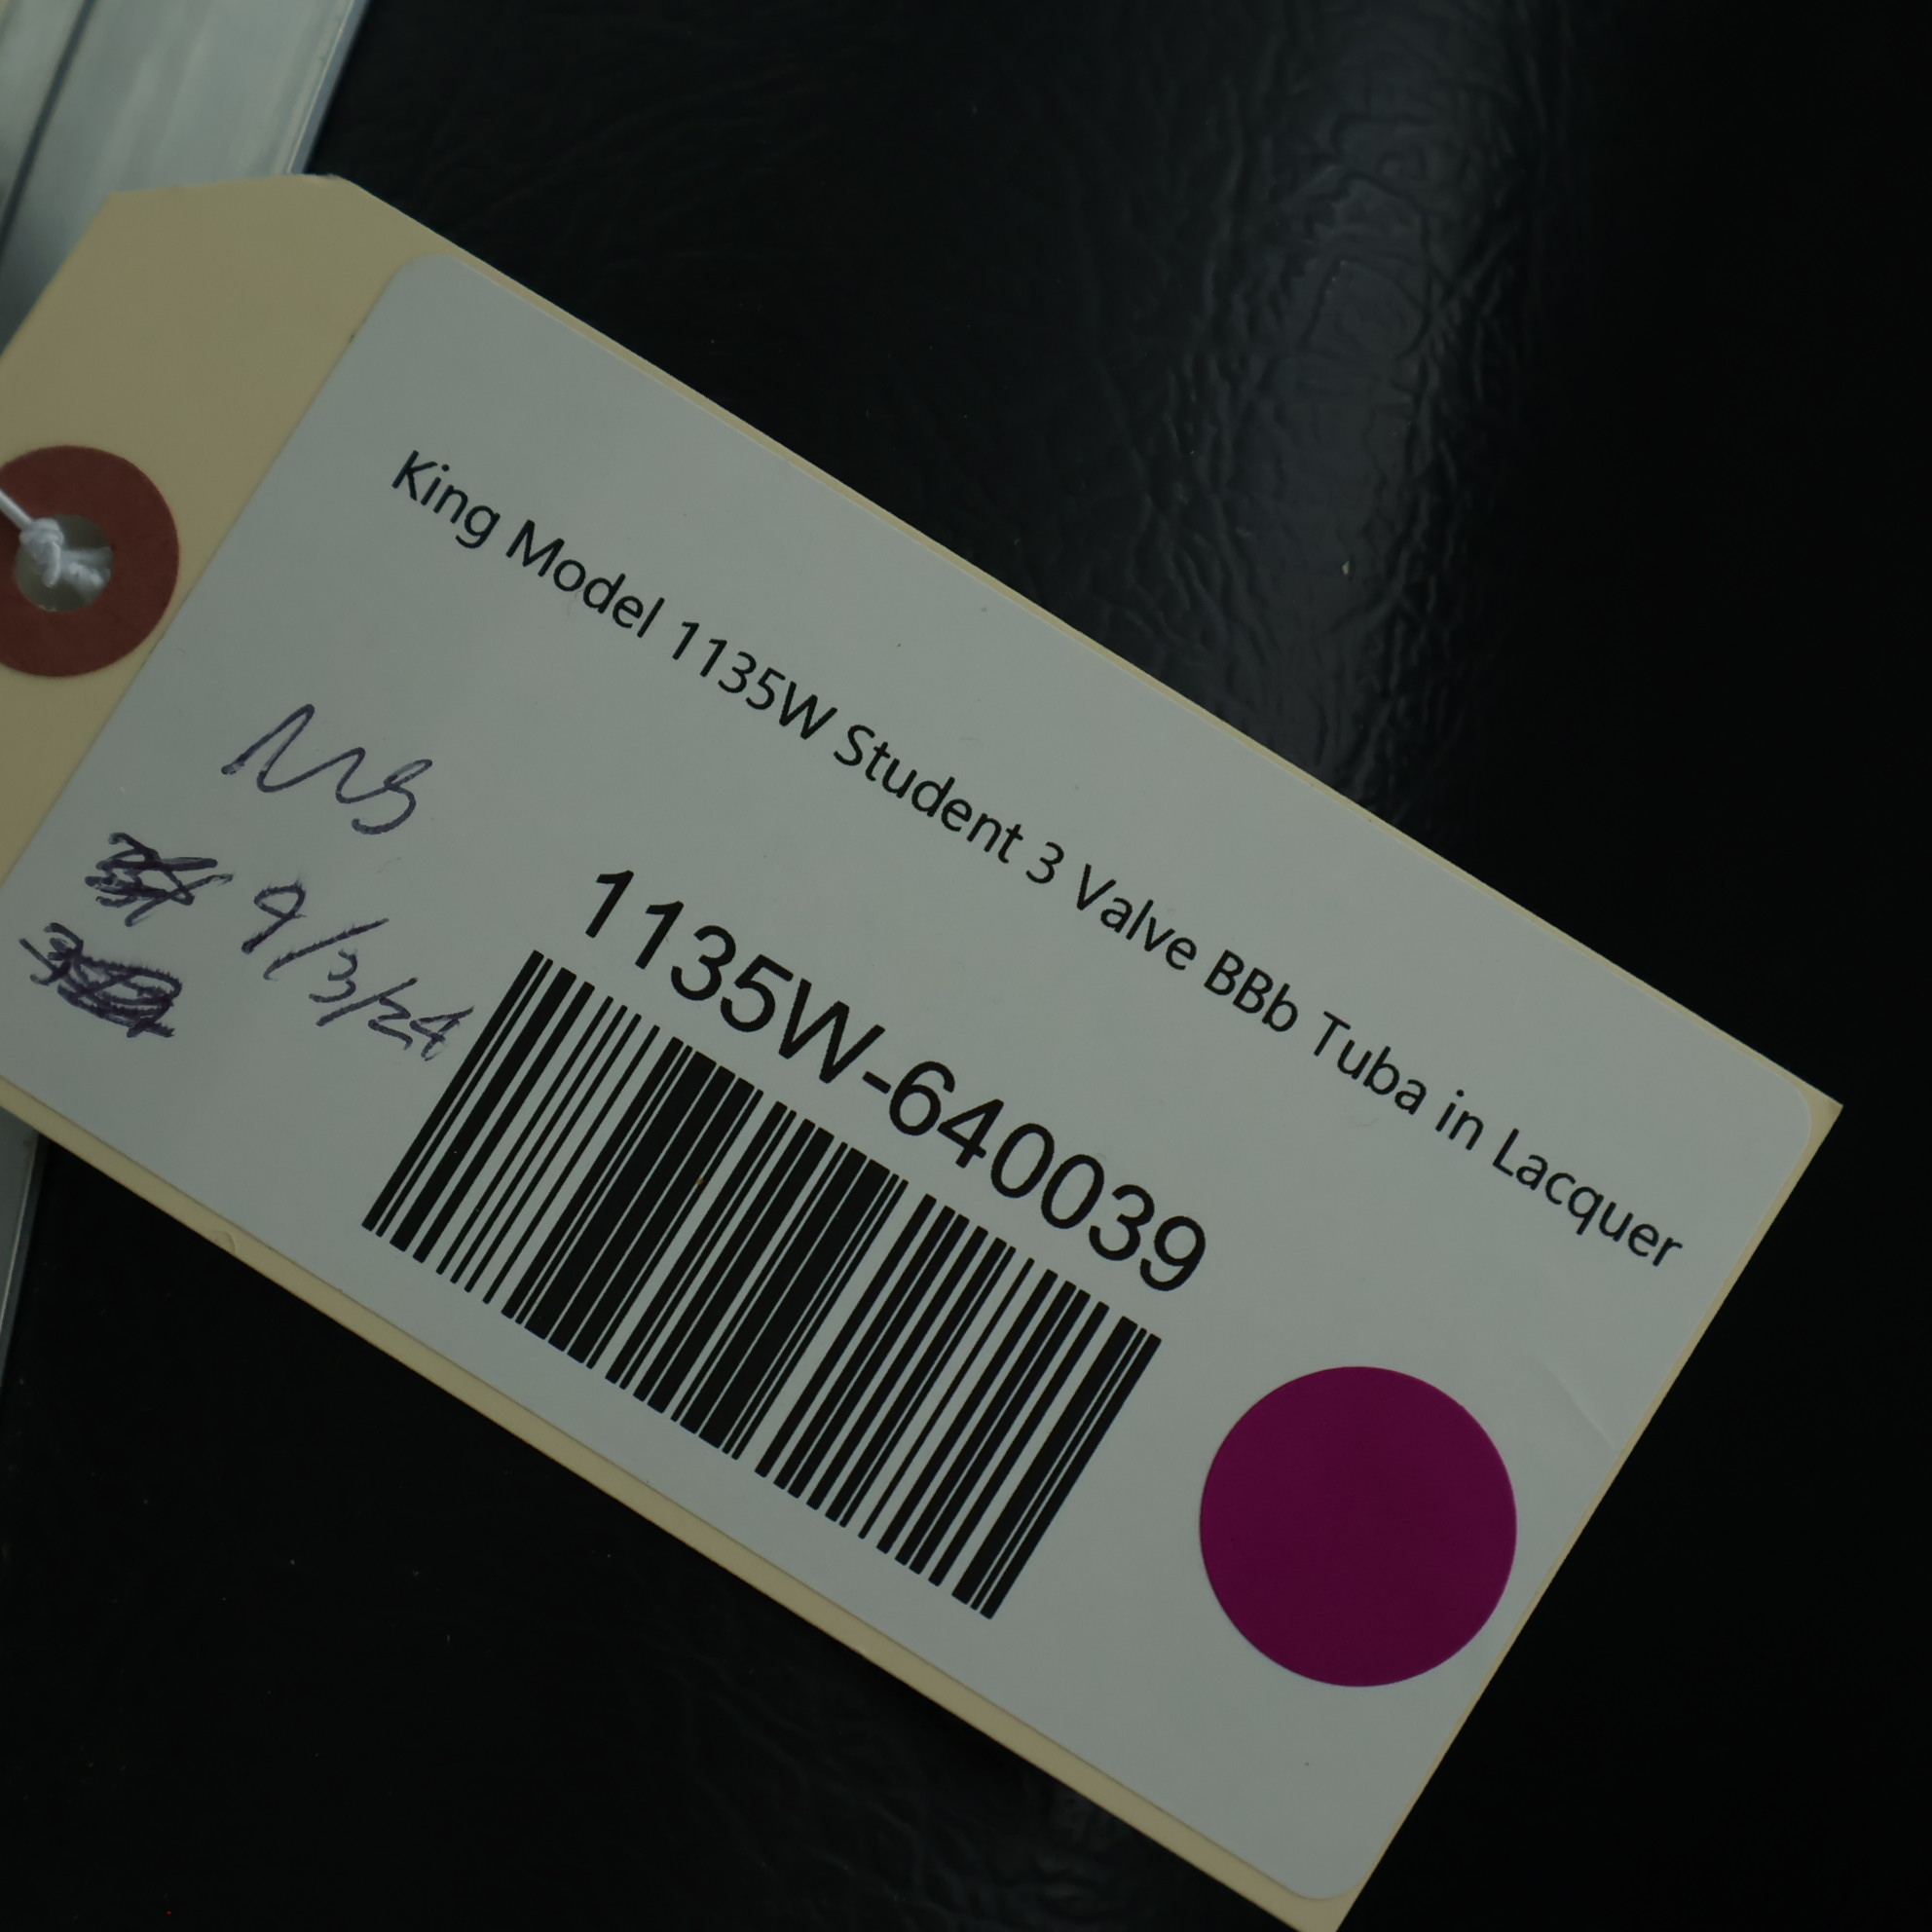 King Model 1135W Student 3 Valve BBb Tuba in Lacquer
1135W-640039
9/3/24